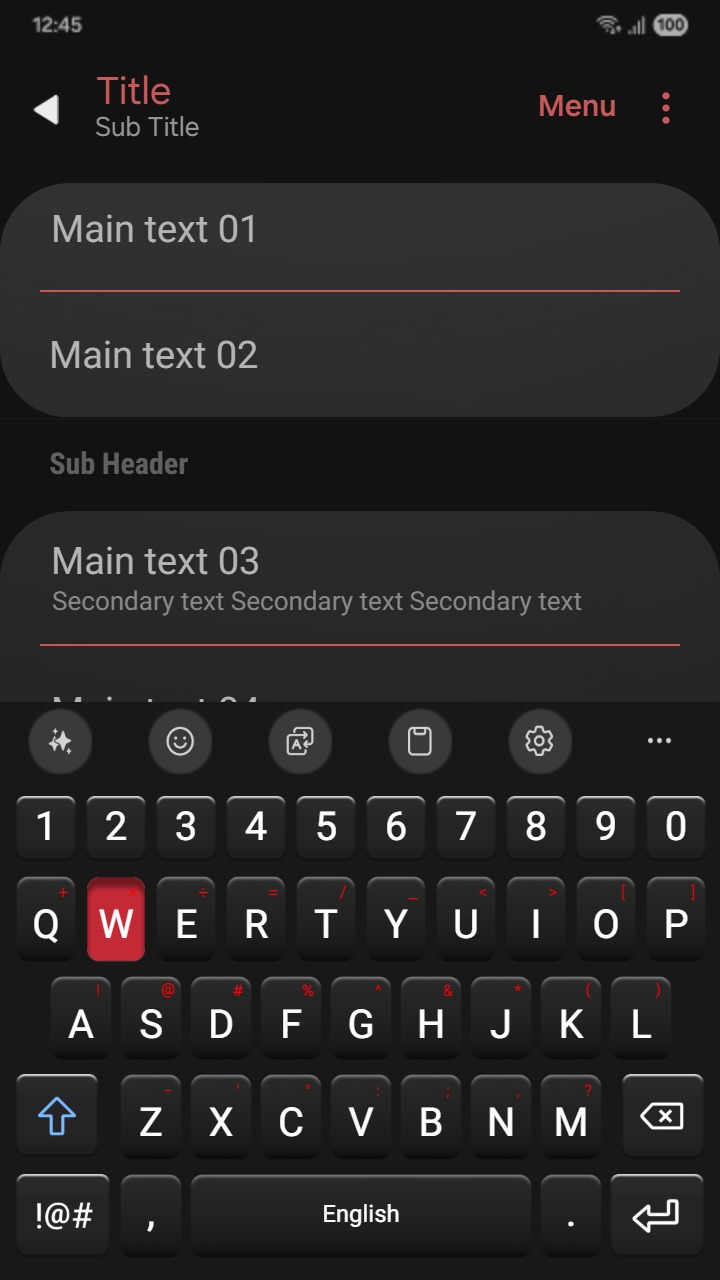 12:45
100
Title
Sub Title
Menu
Main text 01
Main text 02
Sub Header
Main text 03
Secondary text Secondary text Secondary text
1 2 3 4 5 6 7 8 9 0
+ ÷ = / _ < > [ ]
Q W E R T Y U I O P
! @ # % ^ & * ( )
A S D F G H J K L
- ' " : ; , ?
Z X C V B N M
!@# , English .